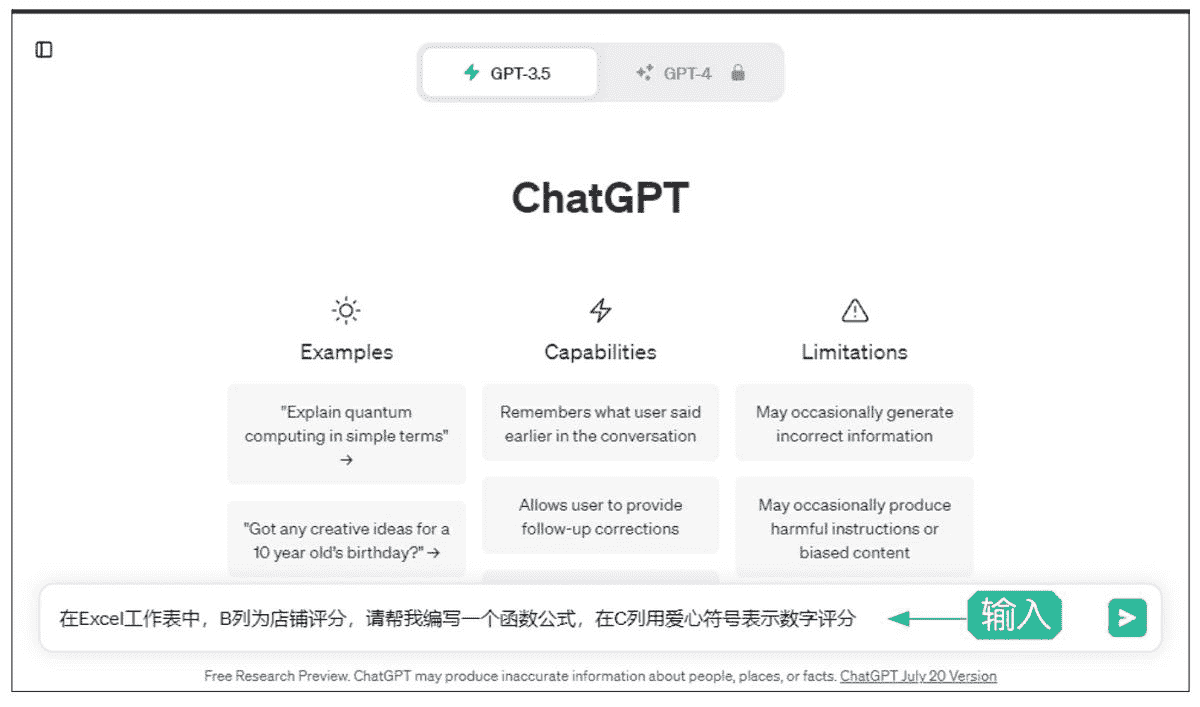 GPT-3.5
GPT-4
ChatGPT
Examples
Capabilities
Limitations
"Explain quantum
computing in simple terms"
→
Remembers what user said
earlier in the conversation
May occasionally generate
incorrect information
"Got any creative ideas for a
10 year old's birthday?" →
Allows user to provide
follow-up corrections
May occasionally produce
harmful instructions or
biased content
在Excel工作表中，B列为店铺评分，请帮我编写一个函数公式，在C列用爱心符号表示数字评分
输入
Free Research Preview. ChatGPT may produce inaccurate information about people, places, or facts. ChatGPT July 20 Version